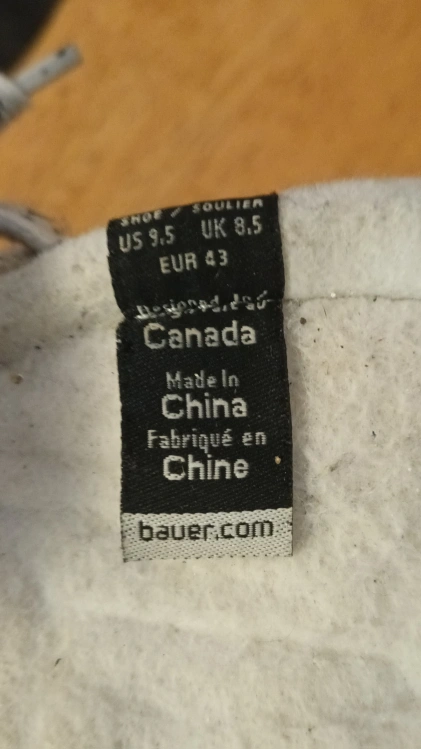 SHOE / SOULIER
US 9.5 UK 8.5
EUR 43
Designed
Canada
Made In
China
Fabriqué en
Chine
bauer.com